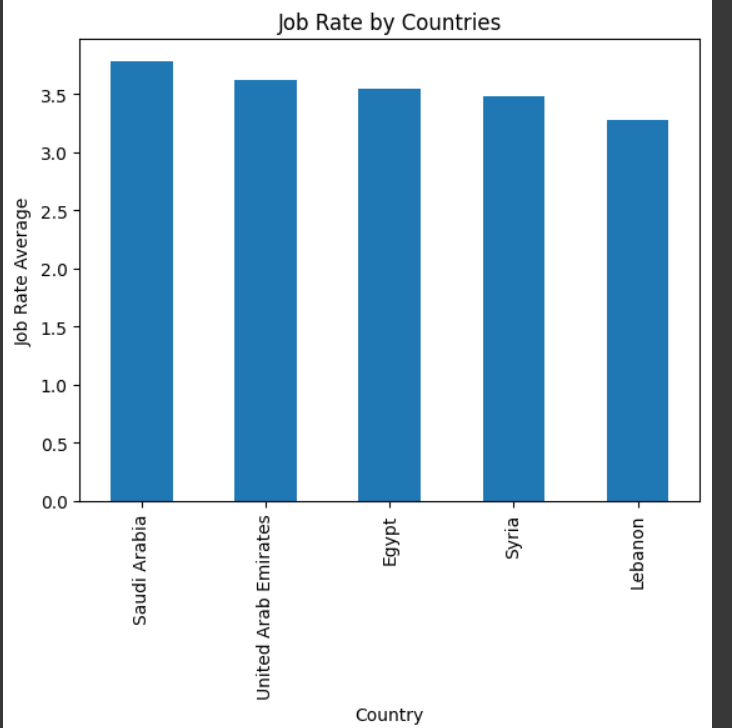 Job Rate by Countries
Job Rate Average
3.5
3.0
2.5
2.0
1.5
1.0
0.5
0.0
Saudi Arabia
United Arab Emirates
Egypt
Syria
Lebanon
Country